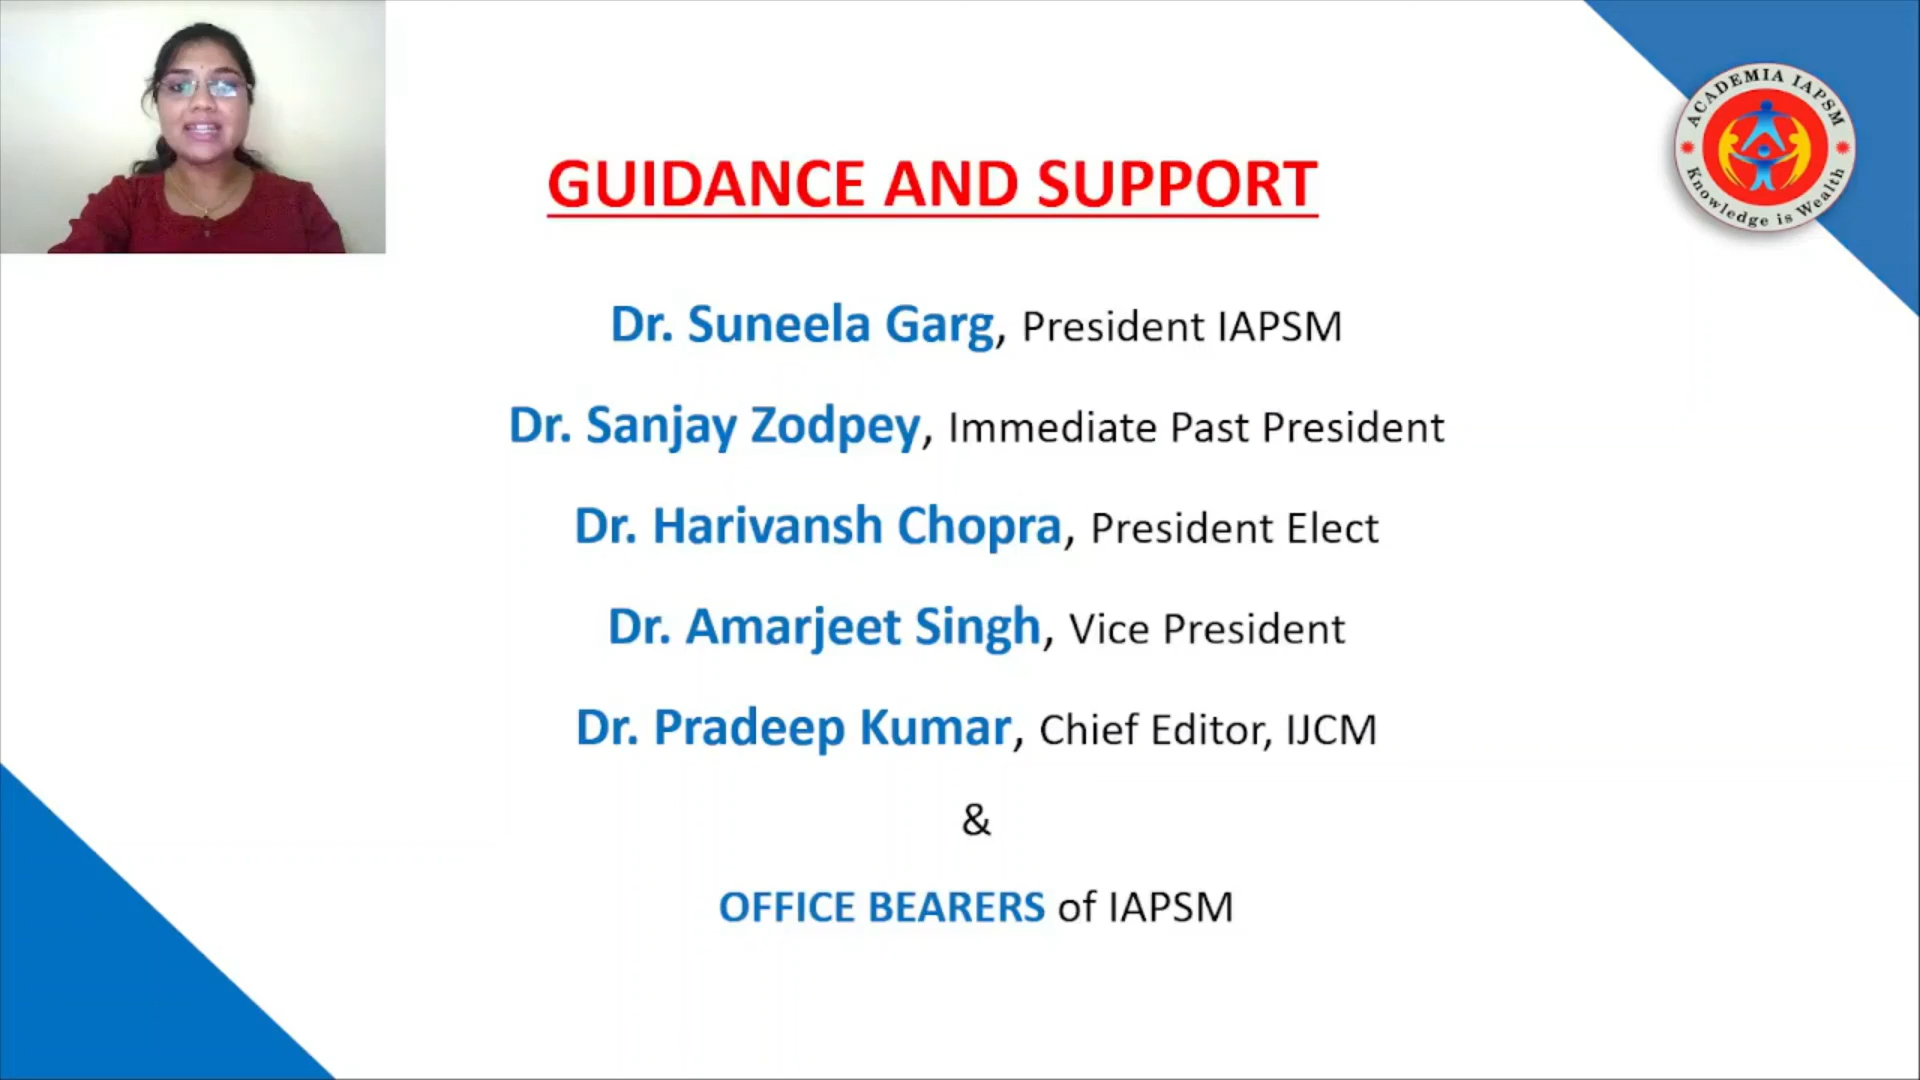 GUIDANCE AND SUPPORT
ACADEMIA IAPSM
Knowledge is Wealth
Dr. Suneela Garg, President IAPSM
Dr. Sanjay Zodpey, Immediate Past President
Dr. Harivansh Chopra, President Elect
Dr. Amarjeet Singh, Vice President
Dr. Pradeep Kumar, Chief Editor, IJCM
&
OFFICE BEARERS of IAPSM